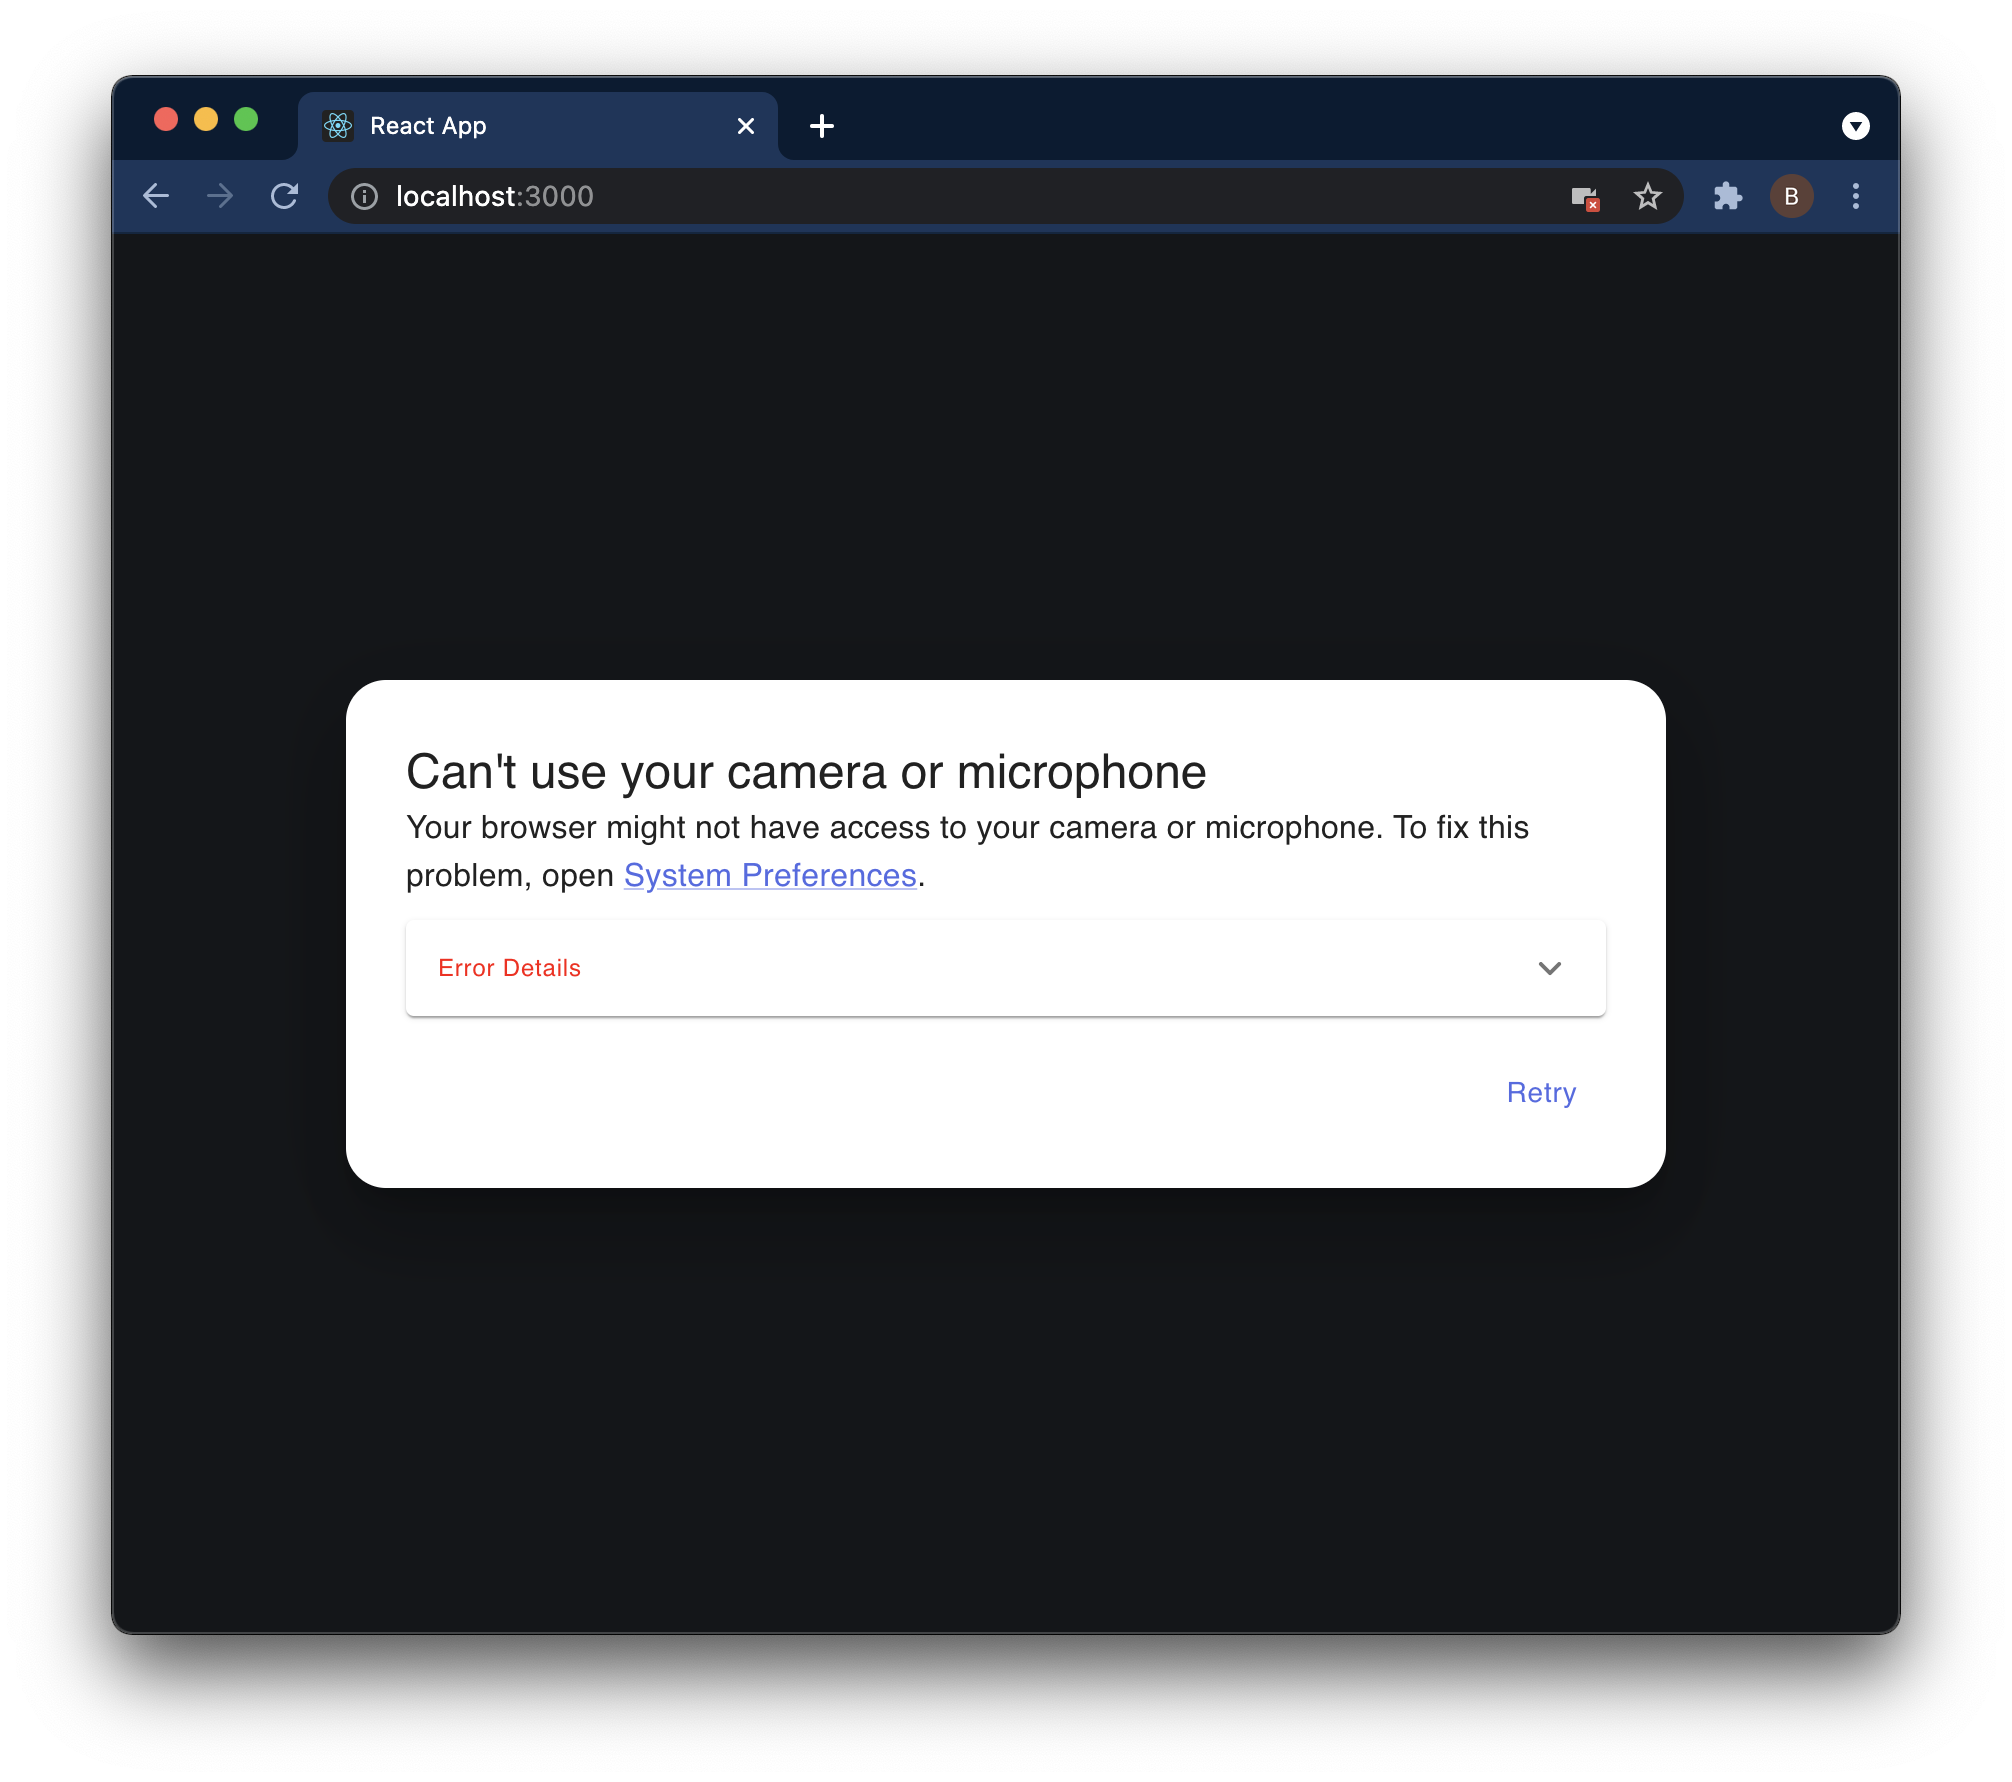 React App
localhost:3000
B
Can't use your camera or microphone
Your browser might not have access to your camera or microphone. To fix this
problem, open System Preferences.
Error Details
Retry